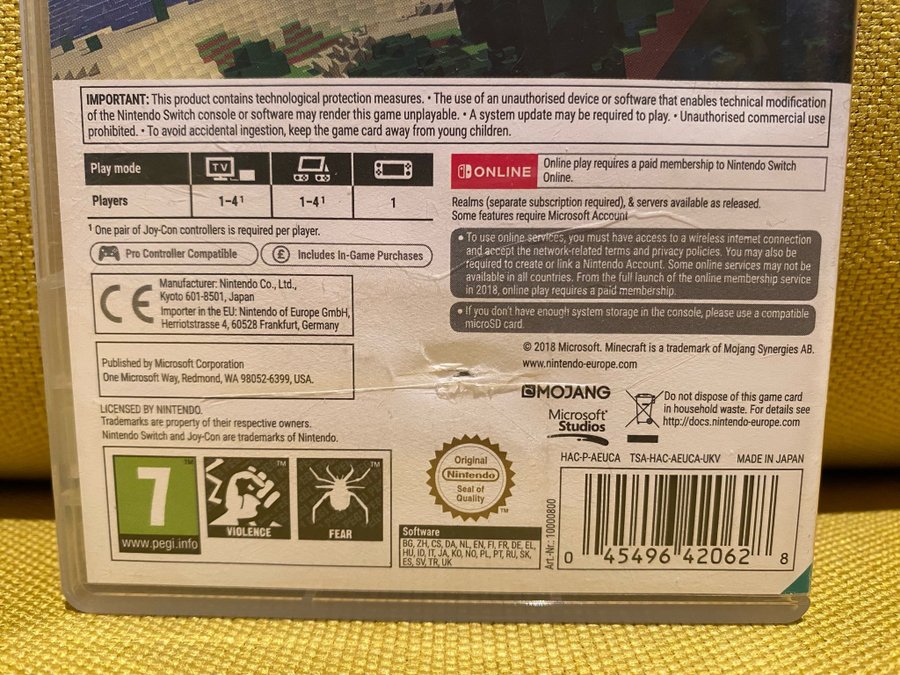 IMPORTANT: This product contains technological protection measures. • The use of an unauthorised device or software that enables technical modification
of the Nintendo Switch console or software may render this game unplayable. • A system update may be required to play. • Unauthorised commercial use
prohibited. • To avoid accidental ingestion, keep the game card away from young children.
Play mode
TV
Players
1-4¹
1-4¹
1
¹ One pair of Joy-Con controllers is required per player.
Pro Controller Compatible
£ Includes In-Game Purchases
ONLINE
Online play requires a paid membership to Nintendo Switch
Online.
Realms (separate subscription required), & servers available as released.
Some features require Microsoft Account
• To use online services, you must have access to a wireless internet connection
and accept the network-related terms and privacy policies. You may also be
required to create or link a Nintendo Account. Some online services may not be
available in all countries. From the full launch of the online membership service
in 2018, online play requires a paid membership.
• If you don't have enough system storage in the console, please use a compatible
microSD card.
CE
Manufacturer: Nintendo Co., Ltd.,
Kyoto 601-8501, Japan
Importer in the EU: Nintendo of Europe GmbH,
Herriotstrasse 4, 60528 Frankfurt, Germany
Published by Microsoft Corporation
One Microsoft Way, Redmond, WA 98052-6399, USA.
© 2018 Microsoft. Minecraft is a trademark of Mojang Synergies AB.
www.nintendo-europe.com
MOJANG
Microsoft®
Studios
Do not dispose of this game card
in household waste. For details see
http://docs.nintendo-europe.com
LICENSED BY NINTENDO.
Trademarks are property of their respective owners.
Nintendo Switch and Joy-Con are trademarks of Nintendo.
7
™
www.pegi.info
™
VIOLENCE
™
FEAR
Original
Nintendo
Seal of
Quality
™
Software
BG, ZH, CS, DA, NL, EN, FI, FR, DE, EL,
HU, ID, IT, JA, KO, NO, PL, PT, RU, SK,
ES, SV, TR, UK
HAC-P-AEUCA TSA-HAC-AEUCA-UKV MADE IN JAPAN
Art.-Nr.: 10000800
0 45496 42062 8